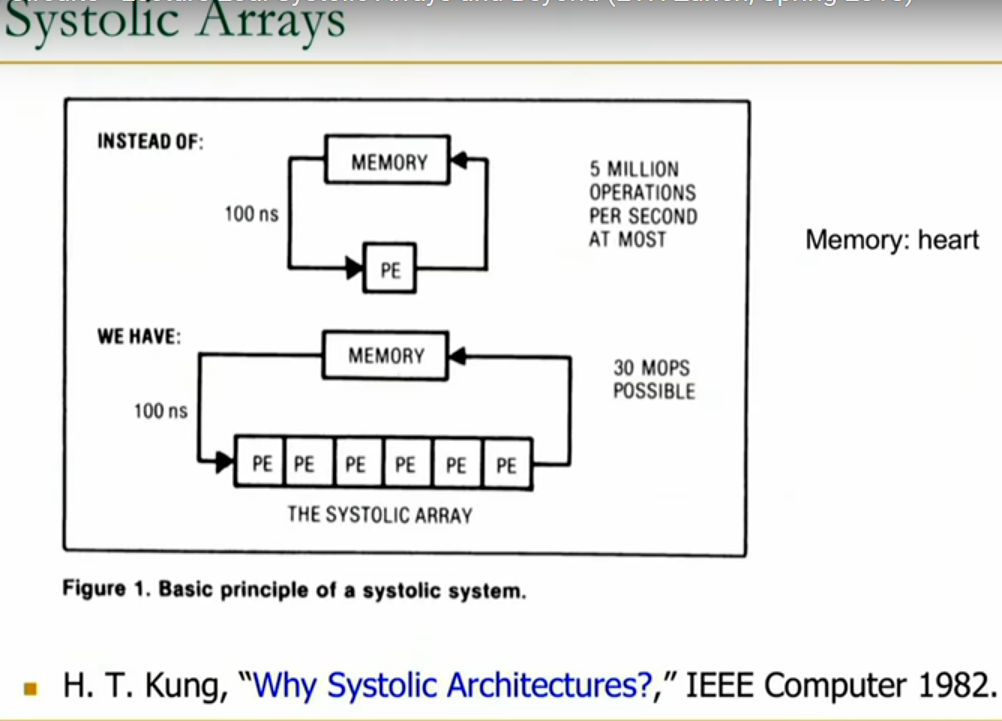 Systolic Arrays
INSTEAD OF:
MEMORY
100 ns
PE
5 MILLION
OPERATIONS
PER SECOND
AT MOST
Memory: heart
WE HAVE:
MEMORY
100 ns
PE PE PE PE PE PE
30 MOPS
POSSIBLE
THE SYSTOLIC ARRAY
Figure 1. Basic principle of a systolic system.
H. T. Kung, “Why Systolic Architectures?,” IEEE Computer 1982.